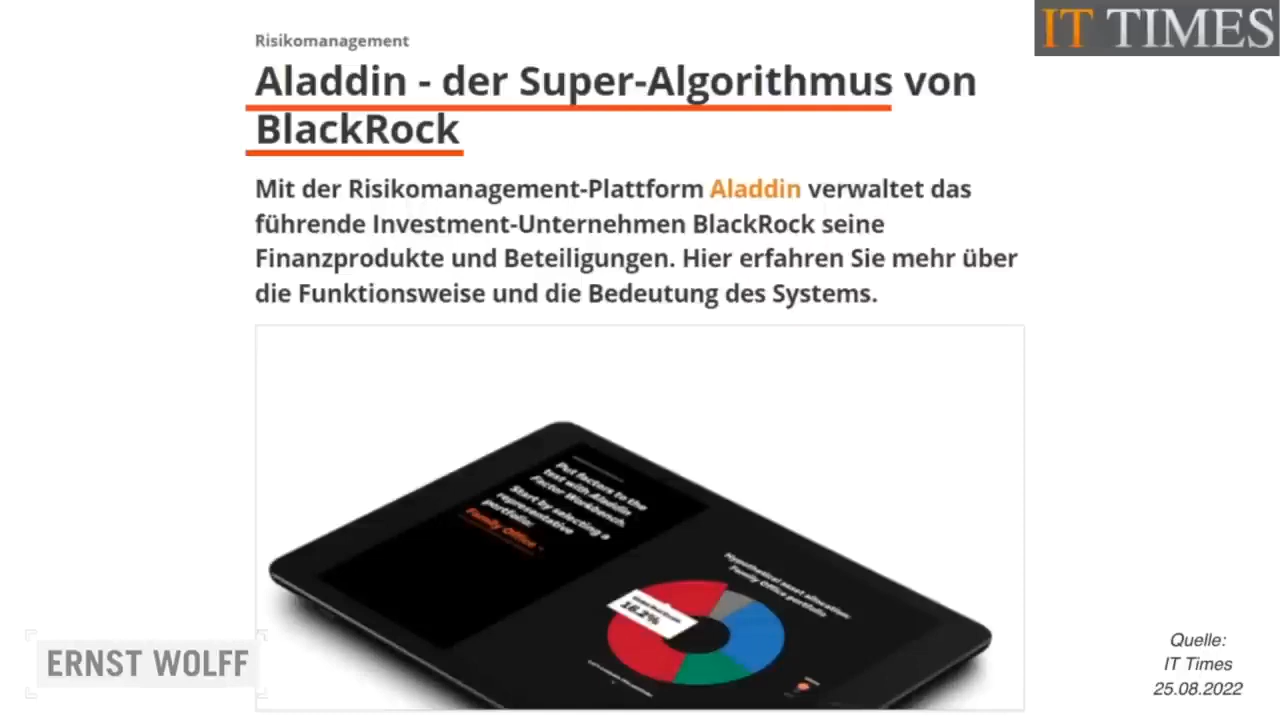 IT TIMES
Risikomanagement
Aladdin - der Super-Algorithmus von
BlackRock
Mit der Risikomanagement-Plattform Aladdin verwaltet das
führende Investment-Unternehmen BlackRock seine
Finanzprodukte und Beteiligungen. Hier erfahren Sie mehr über
die Funktionsweise und die Bedeutung des Systems.
Put factors to the
test with Aladdin
Factor Workbench.
Start by selecting a
representative
portfolio:
Family Office
Hypothetical asset allocation:
Family Office portfolio
18.2%
ERNST WOLFF
Quelle:
IT Times
25.08.2022